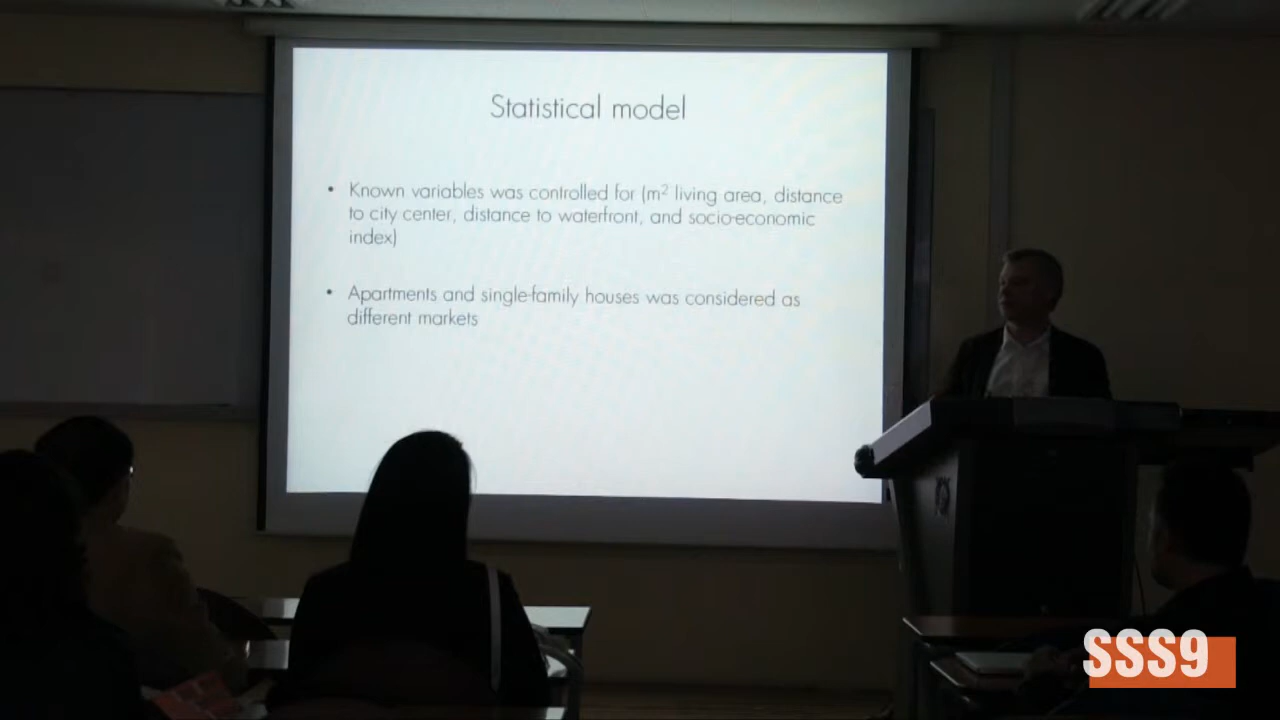 Statistical model
• Known variables was controlled for (m² living area, distance
to city center, distance to waterfront, and socio-economic
index)
• Apartments and single-family houses was considered as
different markets
SSS9